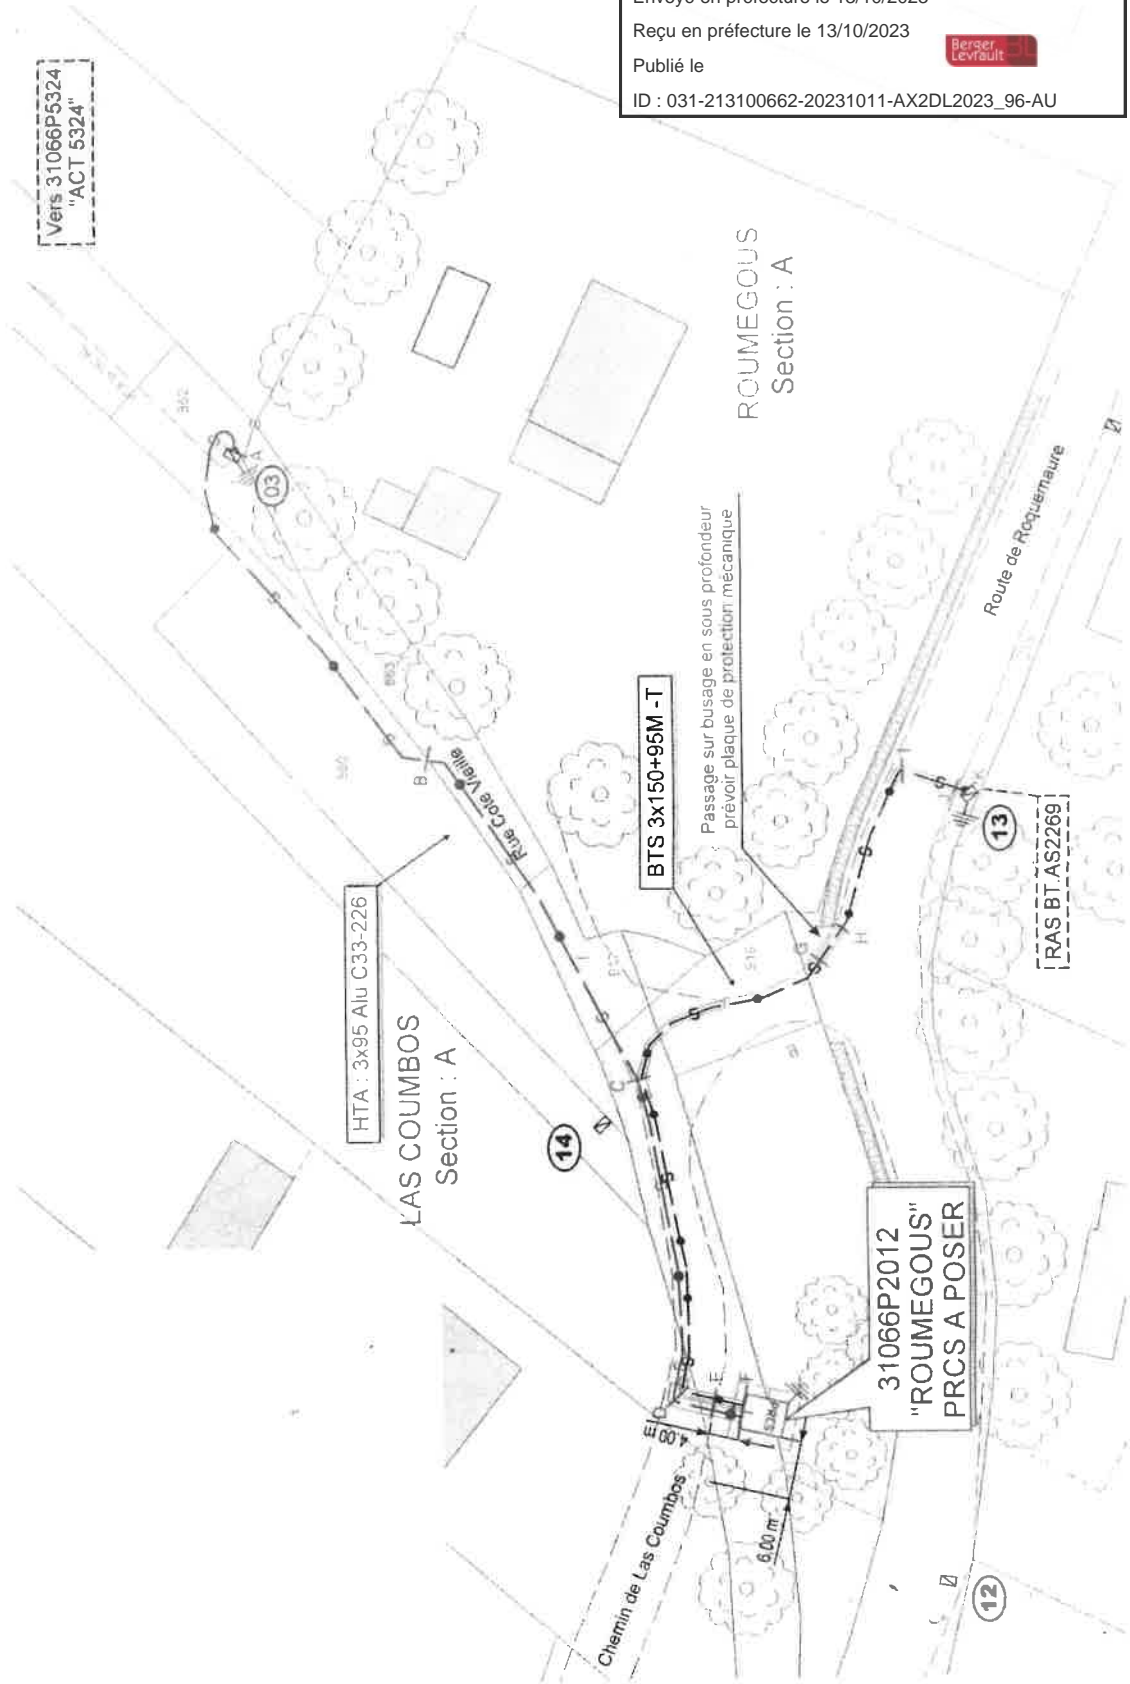 Reçu en préfecture le 13/10/2023
Publié le
Berger
Levrault
ID : 031-213100662-20231011-AX2DL2023_96-AU
Vers 31066P5324
"ACT 5324"
ROUMEGOUS
Section : A
03
A
B
Rue Cote Vieille
Passage sur busage en sous profondeur
prévoir plaque de protection mécanique
BTS 3x150+95M -T
Route de Roquemaure
13
RAS BT.AS2269
HTA : 3x95 Alu C33-226
LAS COUMBOS
Section : A
14
C
G
H
I
E
F
PRCS
4.00 m
6.00 m
Chemin de Las Coumbos
31066P2012
"ROUMEGOUS"
PRCS A POSER
12